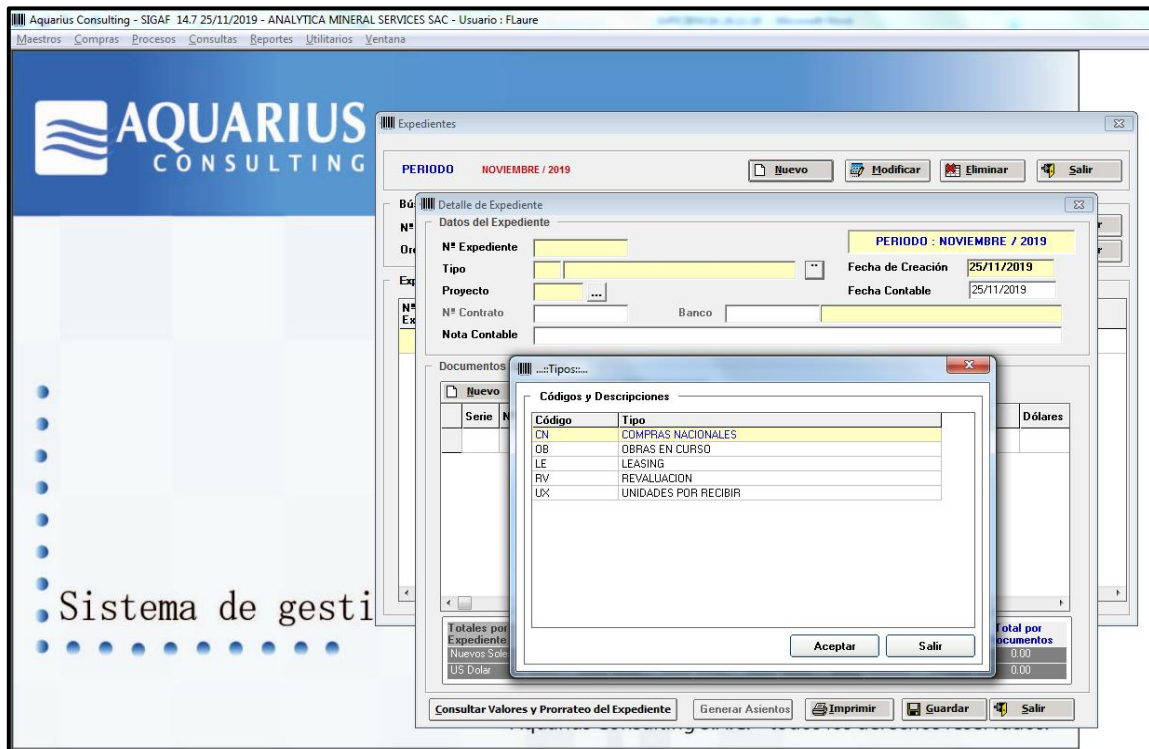 Aquarius Consulting - SIGAF 14.7 25/11/2019 - ANALYTICA MINERAL SERVICES SAC - Usuario : FLaure
Maestros Compras Procesos Consultas Reportes Utilitarios Ventana
AQUARIUS
CONSULTING
Expedientes
PERIODO NOVIEMBRE / 2019 Nuevo Modificar Eliminar Salir
Detalle de Expediente
Datos del Expediente
PERIODO : NOVIEMBRE / 2019
Nº Expediente
Tipo Fecha de Creación 25/11/2019
Proyecto ... Fecha Contable 25/11/2019
Nº Contrato Banco
Nota Contable
Documentos
Nuevo
Serie Dólares
...::Tipos::...
Códigos y Descripciones
Código Tipo
CN COMPRAS NACIONALES
OB OBRAS EN CURSO
LE LEASING
RV REVALUACION
UX UNIDADES POR RECIBIR
Aceptar Salir
Sistema de gesti
Totales por
Expediente
Total por
Nuevos Sole 0.00
US Dolar 0.00
Consultar Valores y Prorrateo del Expediente Generar Asientos Imprimir Guardar Salir